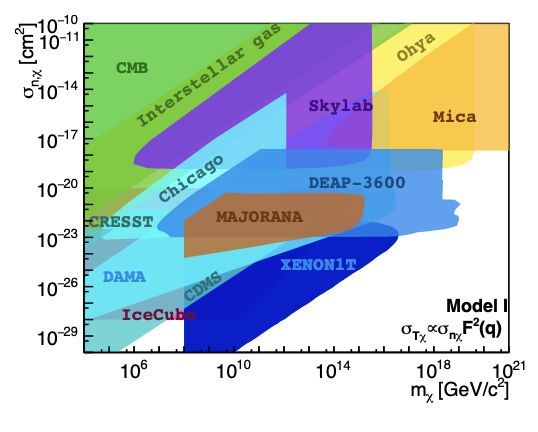 σnχ [cm²]
10⁻¹⁰
10⁻¹¹
10⁻¹⁴
10⁻¹⁷
10⁻²⁰
10⁻²³
10⁻²⁶
10⁻²⁹
CMB
Interstellar gas
Ohya
Skylab
Mica
Chicago
DEAP-3600
CRESST
MAJORANA
DAMA
CDMS
XENON1T
IceCube
Model I
σTχ∝σnχF²(q)
10⁶
10¹⁰
10¹⁴
10¹⁸
10²¹
mχ [GeV/c²]